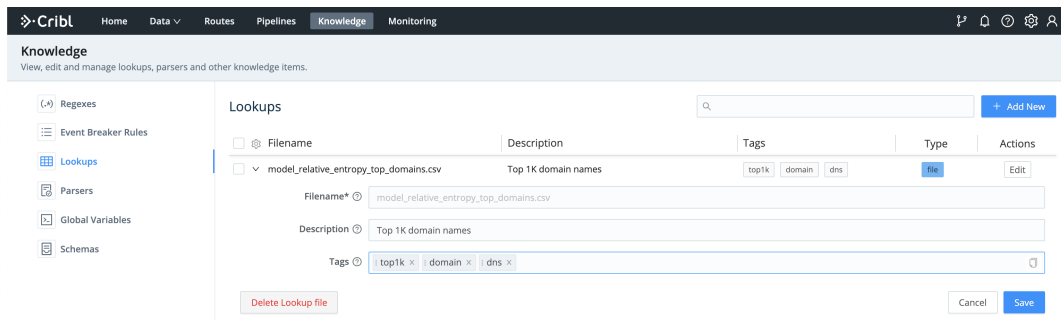 Cribl Home Data Routes Pipelines Knowledge Monitoring
Knowledge
View, edit and manage lookups, parsers and other knowledge items.
(.*) Regexes
Event Breaker Rules
Lookups
Parsers
Global Variables
Schemas
Lookups
+ Add New
Filename Description Tags Type Actions
model_relative_entropy_top_domains.csv Top 1K domain names top1k domain dns file Edit
Filename* model_relative_entropy_top_domains.csv
Description Top 1K domain names
Tags top1k × domain × dns ×
Delete Lookup file Cancel Save